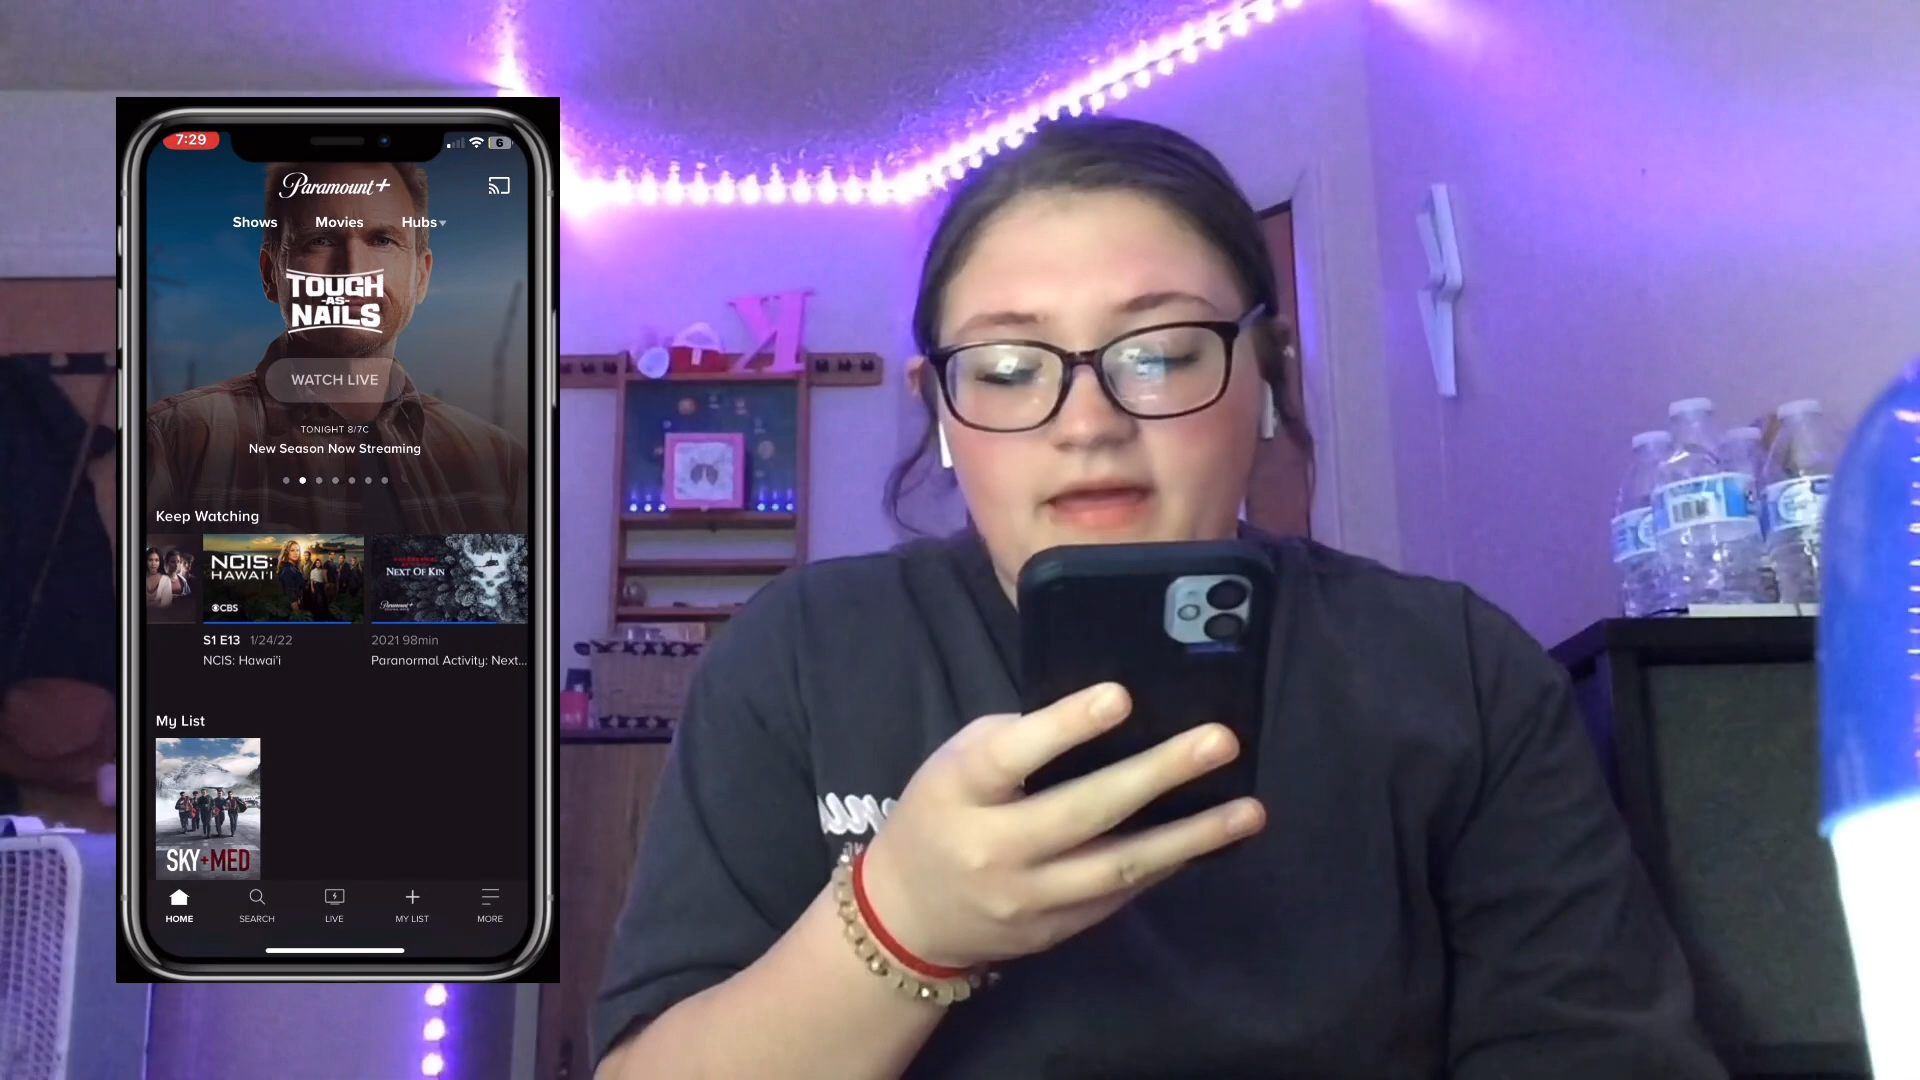 7:29
6
Paramount+
Shows Movies Hubs
TOUGH
-AS-
NAILS
WATCH LIVE
TONIGHT 8/7C
New Season Now Streaming
Keep Watching
NCIS:
HAWAI'I
CBS
NEXT OF KIN
Paramount+
S1 E13 1/24/22
2021 98min
NCIS: Hawai'i
Paranormal Activity: Next...
My List
SKY+MED
HOME SEARCH LIVE MY LIST MORE
K